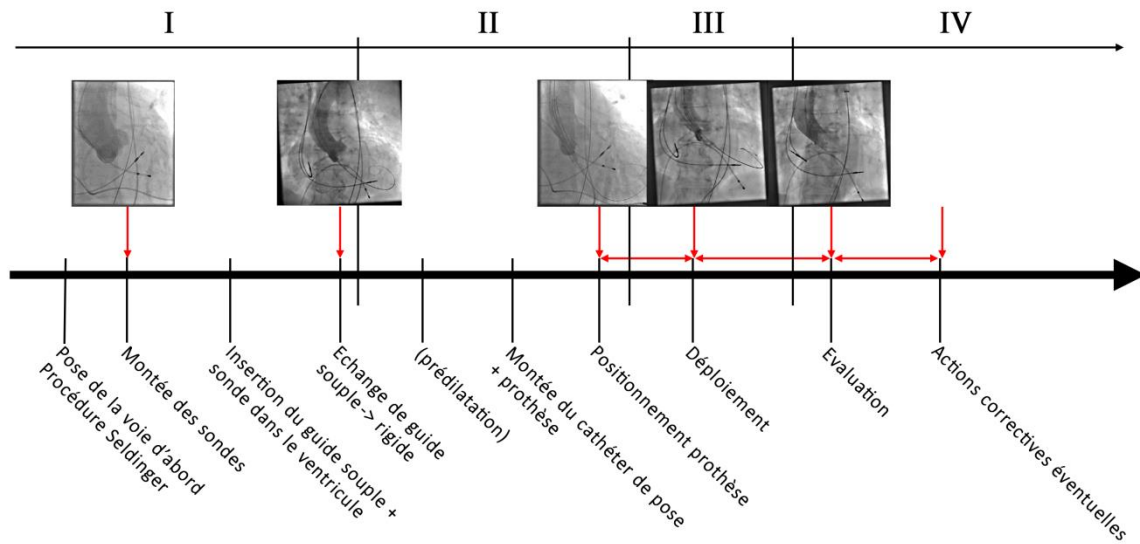 I
II
III
IV
Pose de la voie d'abord
Procédure Seldinger
Montée des sondes
Insertion du guide souple +
sonde dans le ventricule
Echange de guide
souple -> rigide
(prédilatation)
Montée du cathéter de pose
+ prothèse
Positionnement prothèse
Déploiement
Evaluation
Actions correctives éventuelles